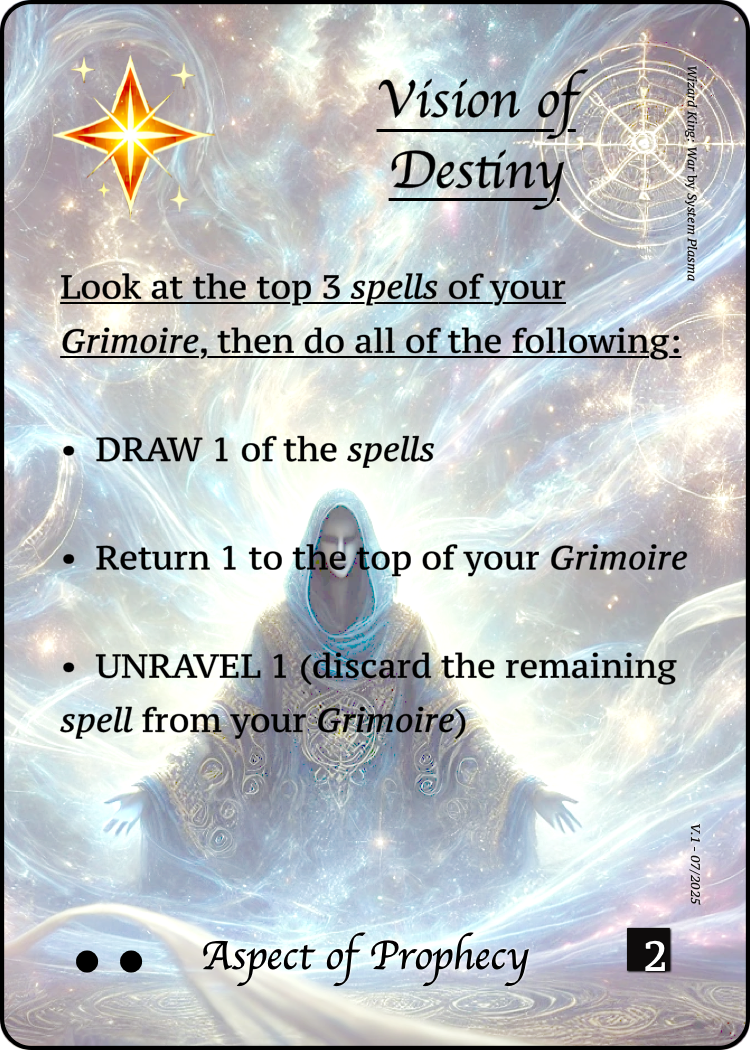 Vision of
Destiny
Wizard King: War by System Plasma
Look at the top 3 spells of your
Grimoire, then do all of the following:
• DRAW 1 of the spells
• Return 1 to the top of your Grimoire
• UNRAVEL 1 (discard the remaining
spell from your Grimoire)
V.1 - 07/2025
Aspect of Prophecy
2